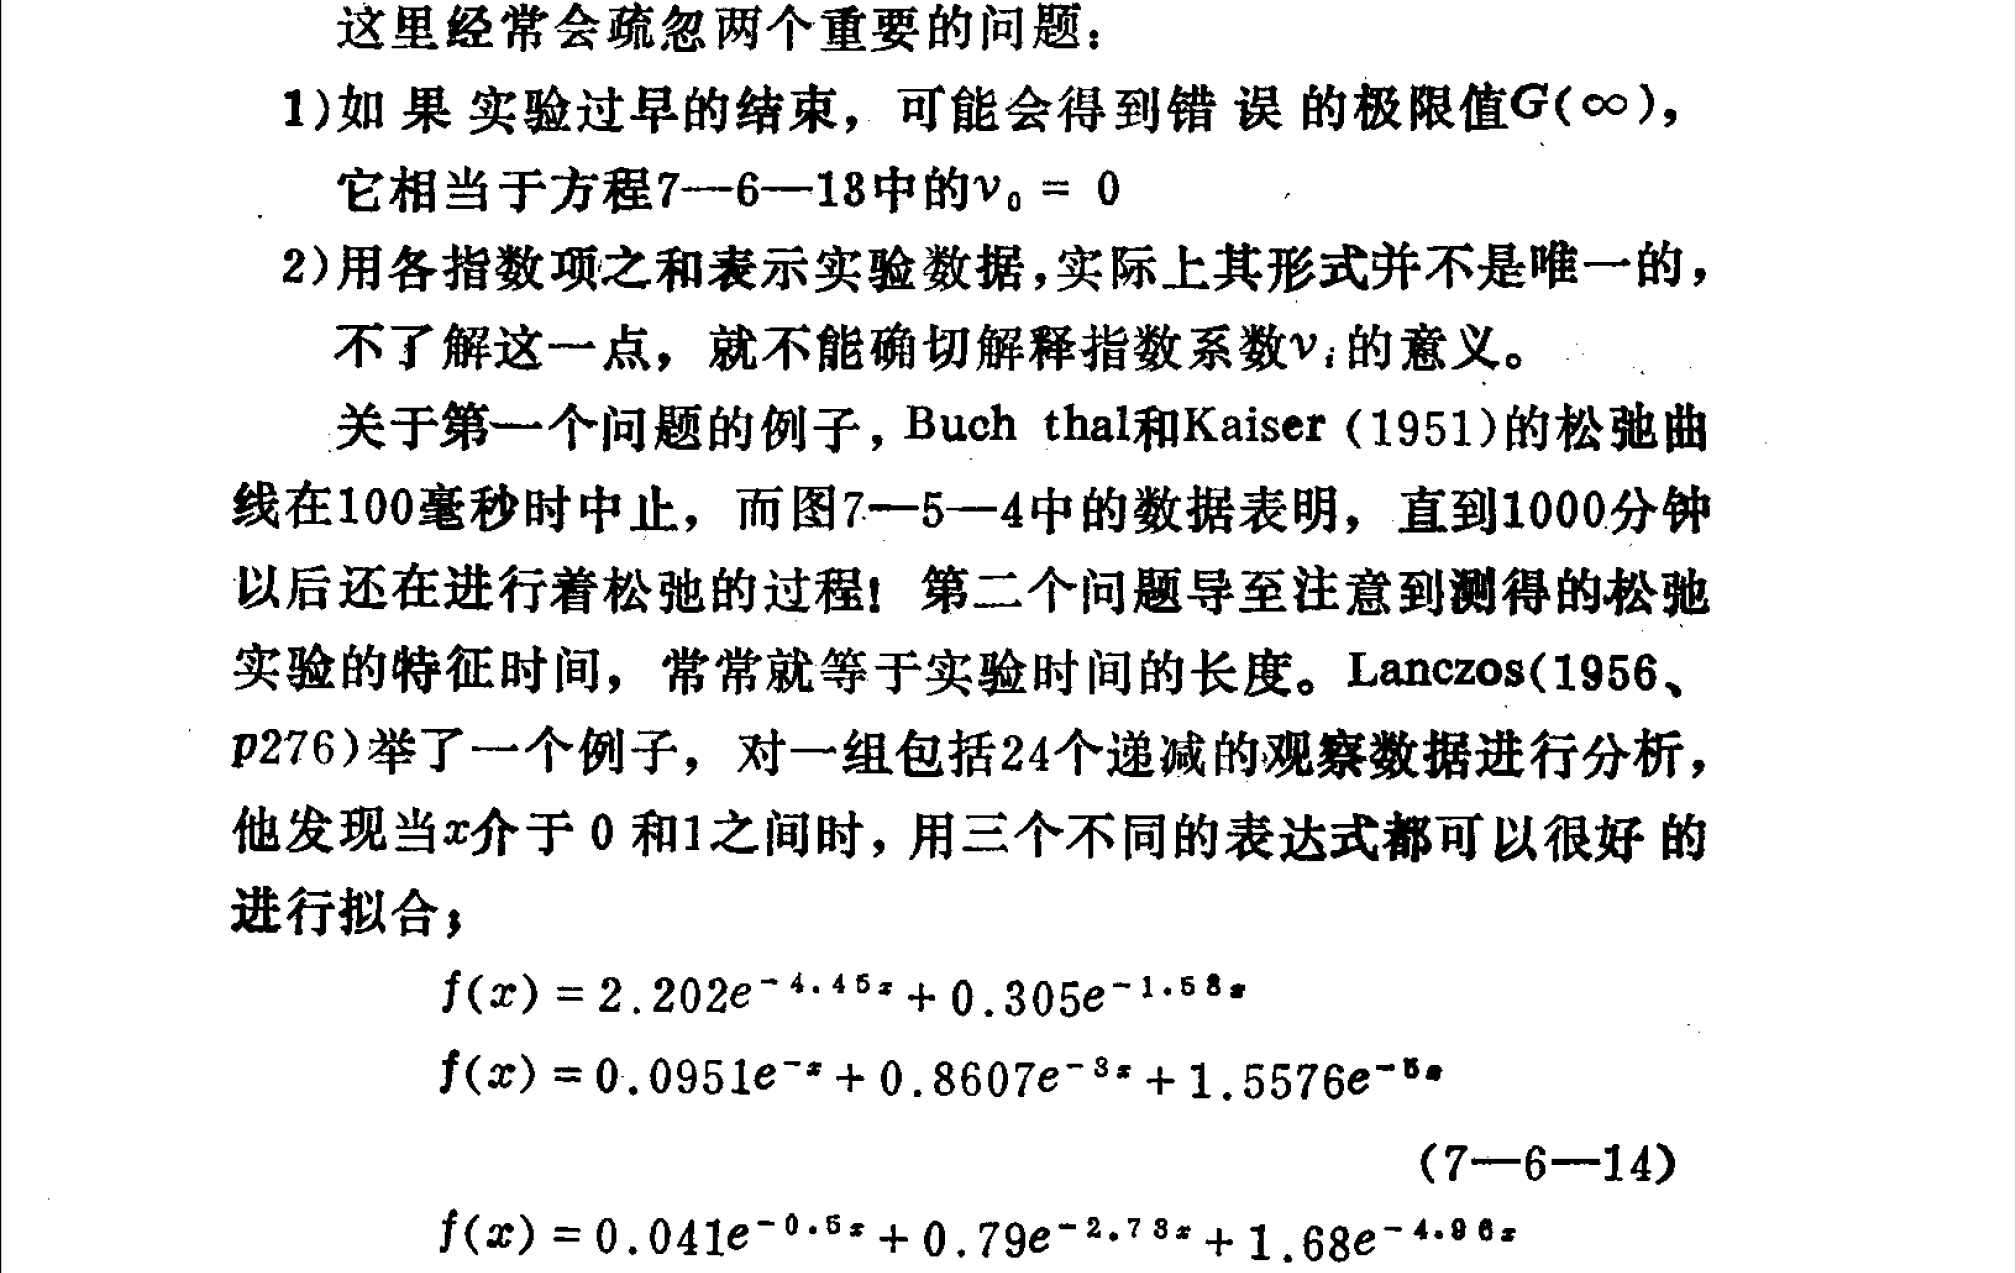 这里经常会疏忽两个重要的问题：
1)如果实验过早的结束，可能会得到错误的极限值G(∞)，
它相当于方程7—6—13中的ν₀ = 0
2)用各指数项之和表示实验数据，实际上其形式并不是唯一的，
不了解这一点，就不能确切解释指数系数νᵢ的意义。
关于第一个问题的例子，Buch thal和Kaiser (1951)的松弛曲
线在100毫秒时中止，而图7—5—4中的数据表明，直到1000分钟
以后还在进行着松弛的过程！第二个问题导至注意到测得的松弛
实验的特征时间，常常就等于实验时间的长度。Lanczos(1956、
p276)举了一个例子，对一组包括24个递减的观察数据进行分析，
他发现当x介于 0 和1之间时，用三个不同的表达式都可以很好的
进行拟合；
f(x) = 2.202e^{-4.45x} + 0.305e^{-1.58x}
f(x) = 0.0951e^{-x} + 0.8607e^{-3x} + 1.5576e^{-5x}
(7—6—14)
f(x) = 0.041e^{-0.5x} + 0.79e^{-2.73x} + 1.68e^{-4.96x}